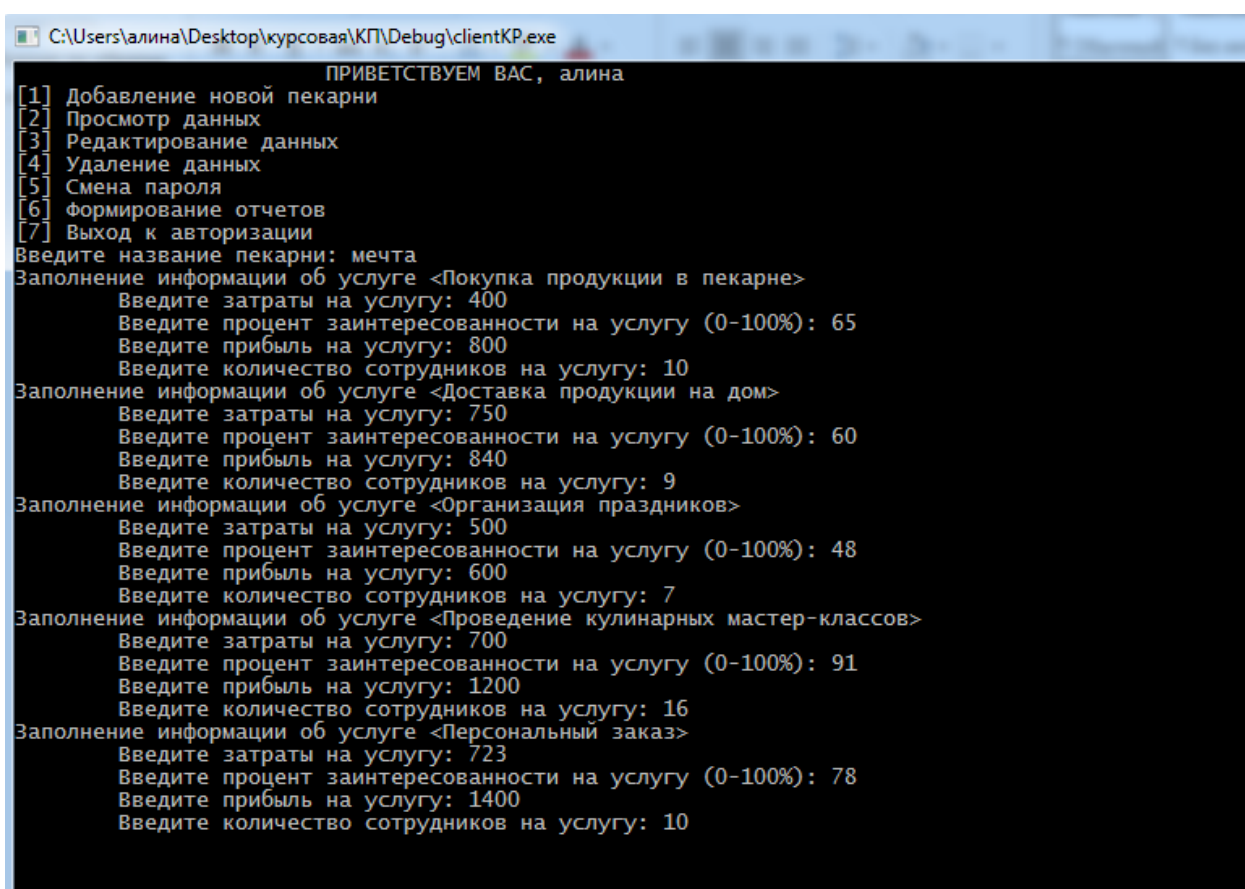 C:\Users\алина\Desktop\курсовая\КП\Debug\clientKP.exe
ПРИВЕТСТВУЕМ ВАС, алина
[1] Добавление новой пекарни
[2] Просмотр данных
[3] Редактирование данных
[4] Удаление данных
[5] Смена пароля
[6] Формирование отчетов
[7] Выход к авторизации
Введите название пекарни: мечта
Заполнение информации об услуге <Покупка продукции в пекарне>
Введите затраты на услугу: 400
Введите процент заинтересованности на услугу (0-100%): 65
Введите прибыль на услугу: 800
Введите количество сотрудников на услугу: 10
Заполнение информации об услуге <Доставка продукции на дом>
Введите затраты на услугу: 750
Введите процент заинтересованности на услугу (0-100%): 60
Введите прибыль на услугу: 840
Введите количество сотрудников на услугу: 9
Заполнение информации об услуге <Организация праздников>
Введите затраты на услугу: 500
Введите процент заинтересованности на услугу (0-100%): 48
Введите прибыль на услугу: 600
Введите количество сотрудников на услугу: 7
Заполнение информации об услуге <Проведение кулинарных мастер-классов>
Введите затраты на услугу: 700
Введите процент заинтересованности на услугу (0-100%): 91
Введите прибыль на услугу: 1200
Введите количество сотрудников на услугу: 16
Заполнение информации об услуге <Персональный заказ>
Введите затраты на услугу: 723
Введите процент заинтересованности на услугу (0-100%): 78
Введите прибыль на услугу: 1400
Введите количество сотрудников на услугу: 10